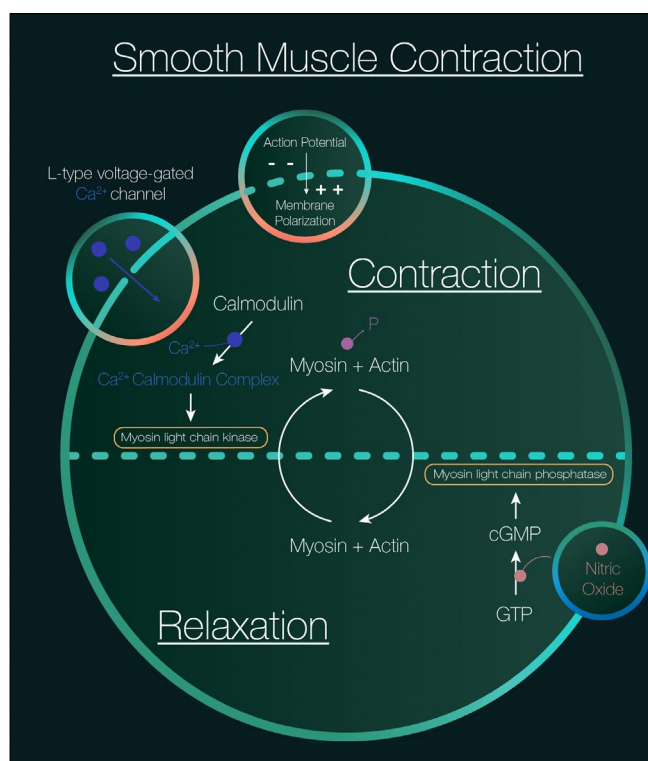 Smooth Muscle Contraction
Action Potential
- -
+ +
Membrane
Polarization
L-type voltage-gated
Ca²⁺ channel
Contraction
Calmodulin
P
Ca²⁺
Myosin + Actin
Ca²⁺ Calmodulin Complex
Myosin light chain kinase
Myosin light chain phosphatase
cGMP
Myosin + Actin
Nitric
Oxide
GTP
Relaxation